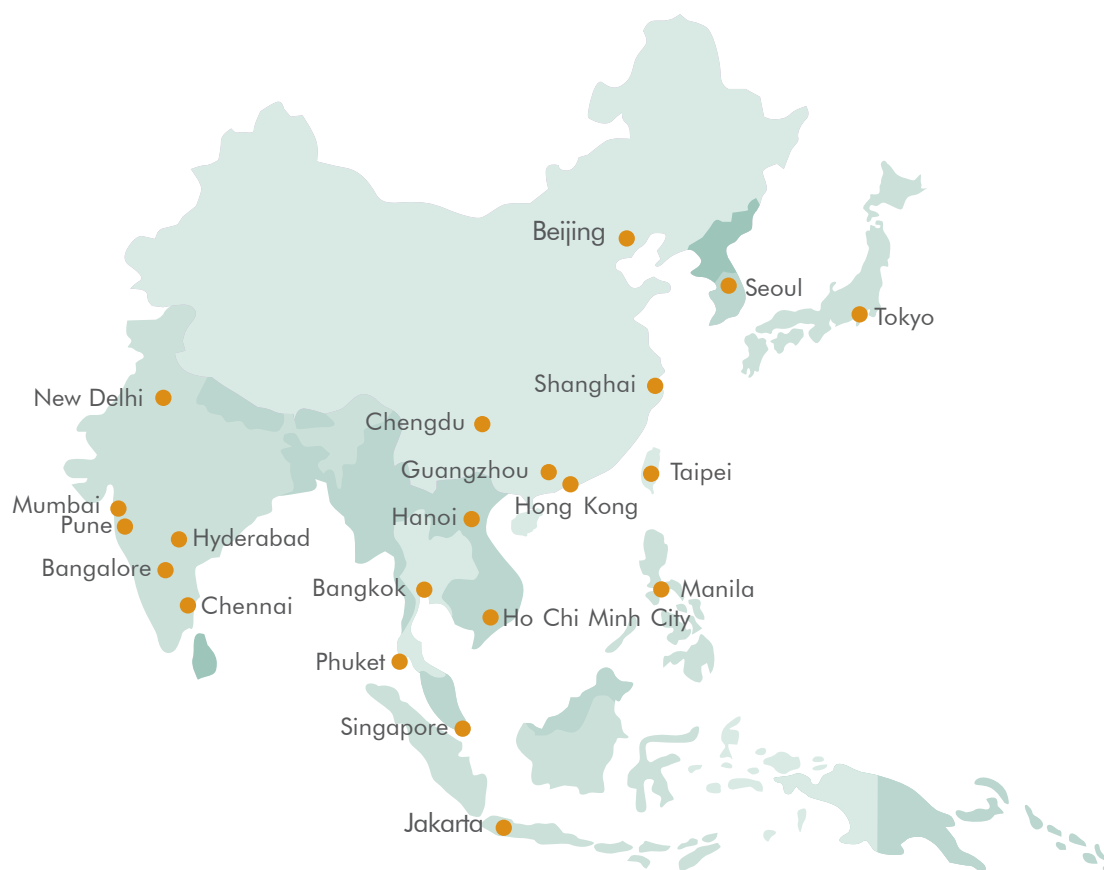 Beijing
Seoul
Tokyo
Shanghai
New Delhi
Chengdu
Guangzhou
Taipei
Mumbai
Hong Kong
Hanoi
Pune
Hyderabad
Bangalore
Bangkok
Manila
Chennai
Ho Chi Minh City
Phuket
Singapore
Jakarta